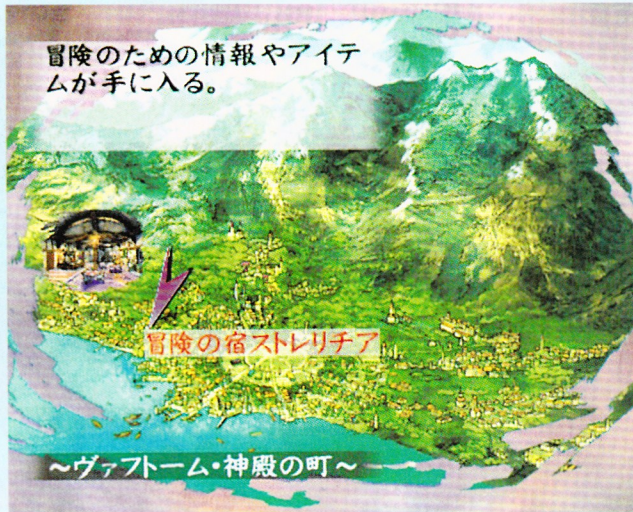 冒険のための情報やアイテ
ムが手に入る。
冒険の宿ストレリチア
～ヴァフトーム・神殿の町～